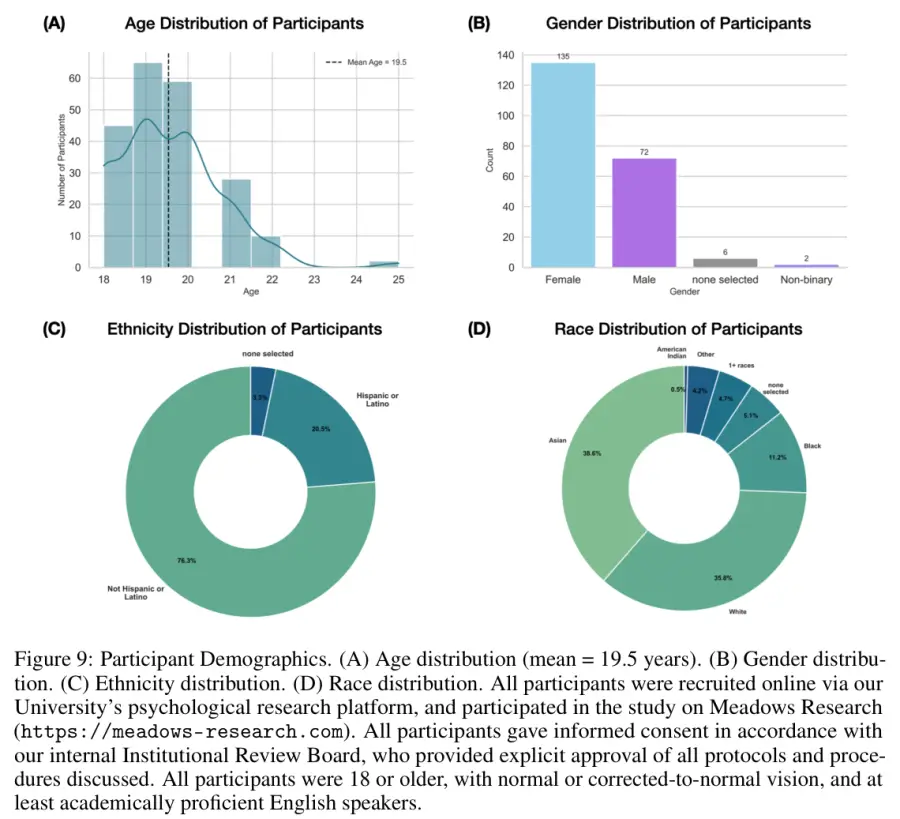 (A) Age Distribution of Participants
(B) Gender Distribution of Participants
Number of Participants
60
50
40
30
20
10
0
Mean Age = 19.5
18 19 20 21 22 23 24 25
Age
Count
140
120
100
80
60
40
20
0
135
72
6
2
Female Male none selected Non-binary
Gender
(C) Ethnicity Distribution of Participants
none selected
Hispanic or
Latino
20.5%
76.3%
Not Hispanic or
Latino
(D) Race Distribution of Participants
American
Indian
Other
1+ races
none
selected
Black
Asian
White
0.5%
4.2%
4.7%
5.1%
11.2%
38.6%
35.8%
Figure 9: Participant Demographics. (A) Age distribution (mean = 19.5 years). (B) Gender distribu-
tion. (C) Ethnicity distribution. (D) Race distribution. All participants were recruited online via our
University's psychological research platform, and participated in the study on Meadows Research
(https://meadows-research.com). All participants gave informed consent in accordance with
our internal Institutional Review Board, who provided explicit approval of all protocols and proce-
dures discussed. All participants were 18 or older, with normal or corrected-to-normal vision, and at
least academically proficient English speakers.